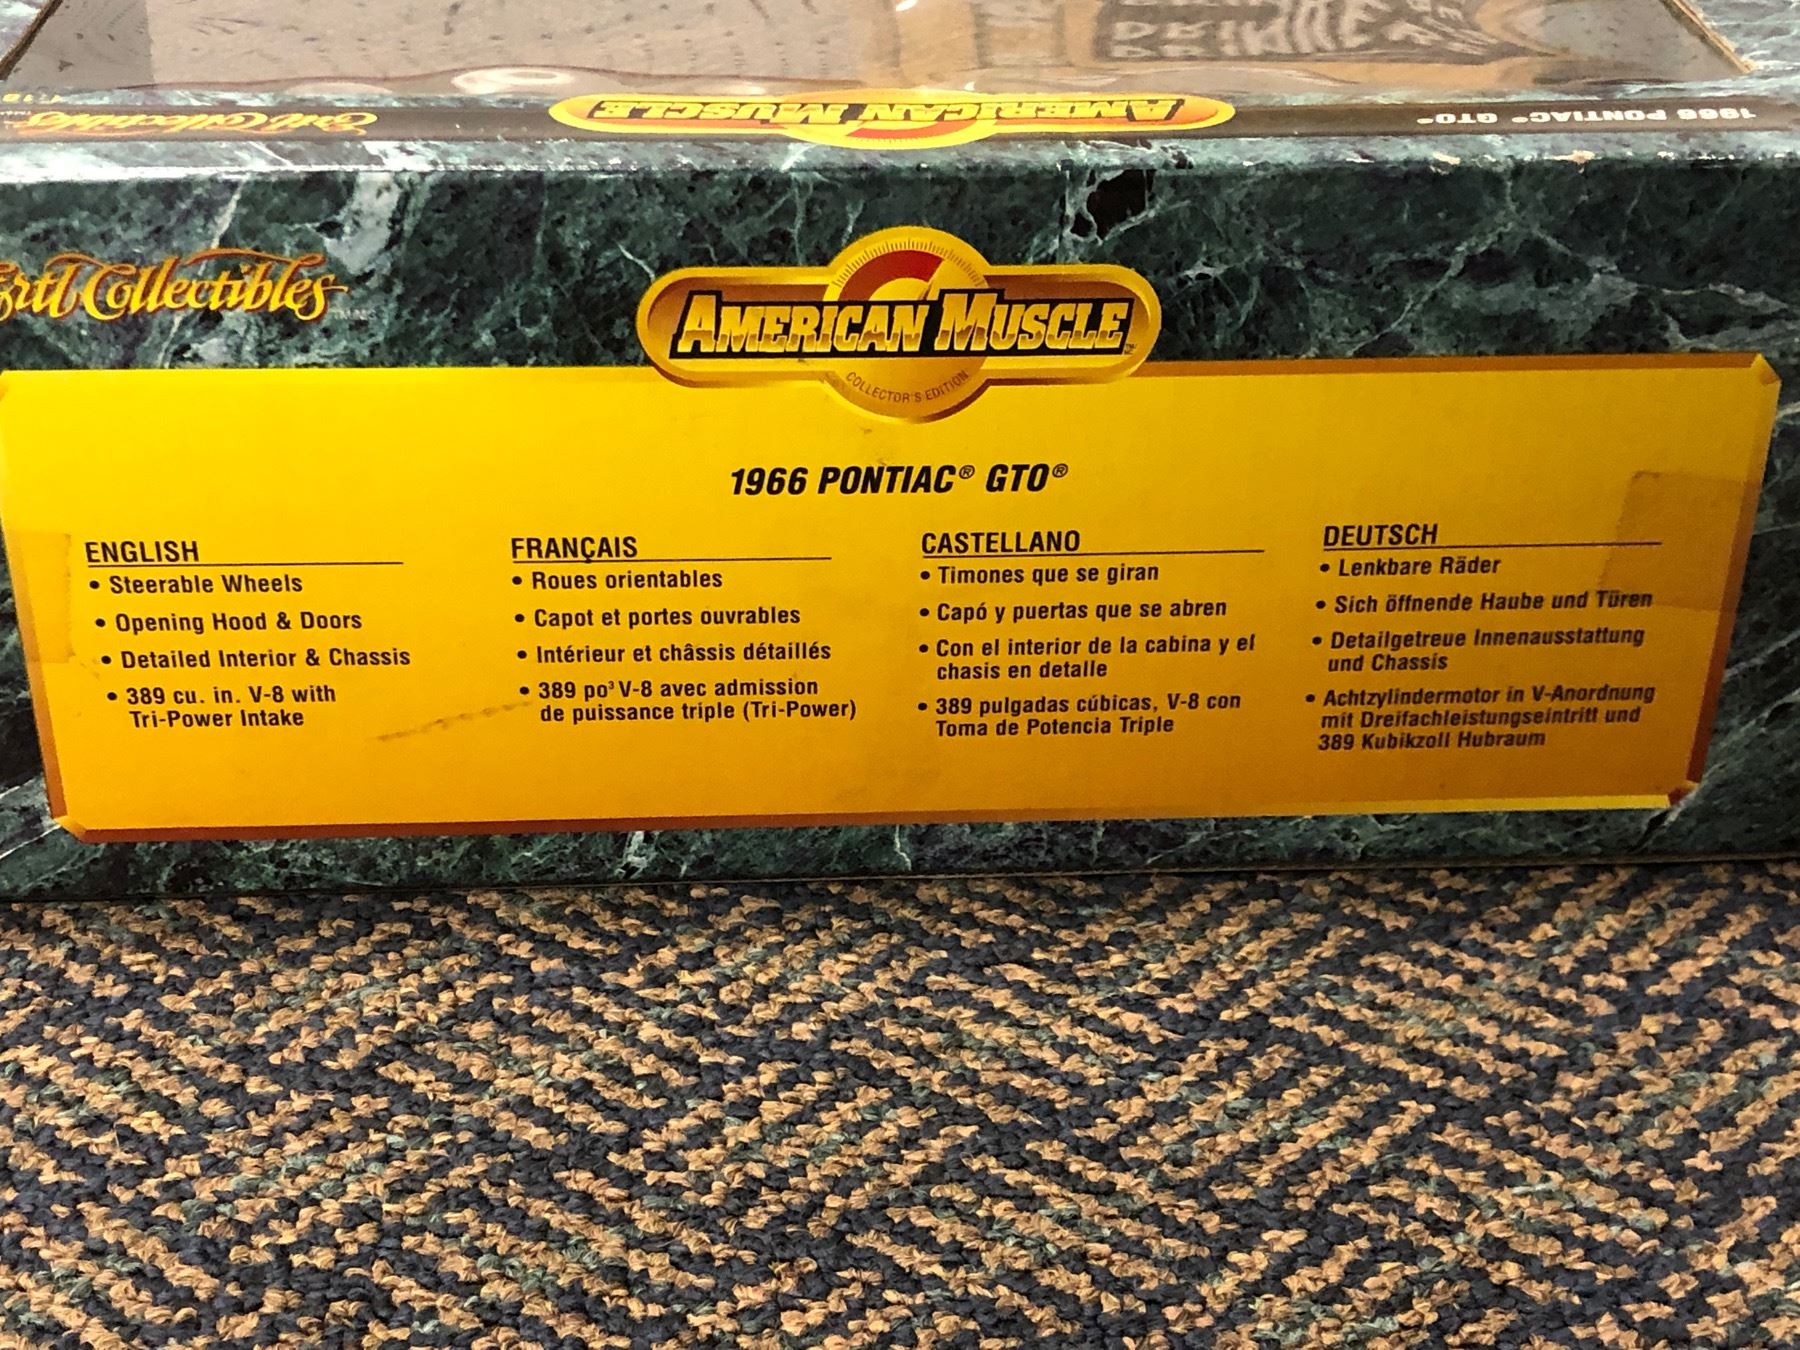 Ertl Collectibles
AMERICAN MUSCLE
1966 PONTIAC® GTO®
Ertl Collectibles
AMERICAN MUSCLE
COLLECTOR'S EDITION
1966 PONTIAC® GTO®
ENGLISH
• Steerable Wheels
• Opening Hood & Doors
• Detailed Interior & Chassis
• 389 cu. in. V-8 with
Tri-Power Intake
FRANÇAIS
• Roues orientables
• Capot et portes ouvrables
• Intérieur et châssis détaillés
• 389 po³ V-8 avec admission
de puissance triple (Tri-Power)
CASTELLANO
• Timones que se giran
• Capó y puertas que se abren
• Con el interior de la cabina y el
chasis en detalle
• 389 pulgadas cúbicas, V-8 con
Toma de Potencia Triple
DEUTSCH
• Lenkbare Räder
• Sich öffnende Haube und Türen
• Detailgetreue Innenausstattung
und Chassis
• Achtzylindermotor in V-Anordnung
mit Dreifachleistungseintritt und
389 Kubikzoll Hubraum